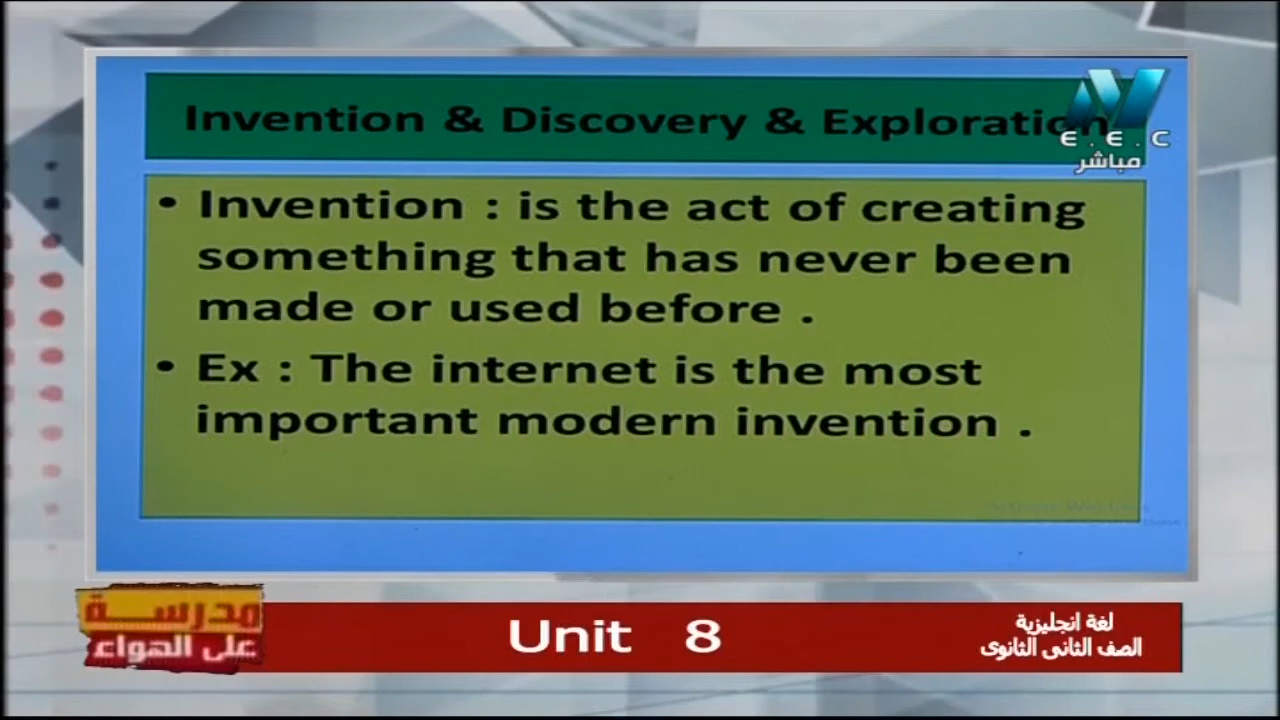 Invention & Discovery & Exploration
E . E . C
مباشر
• Invention : is the act of creating
something that has never been
made or used before .
• Ex : The internet is the most
important modern invention .
مدرسة
على الهواء
Unit 8
لغة انجليزية
الصف الثانى الثانوى